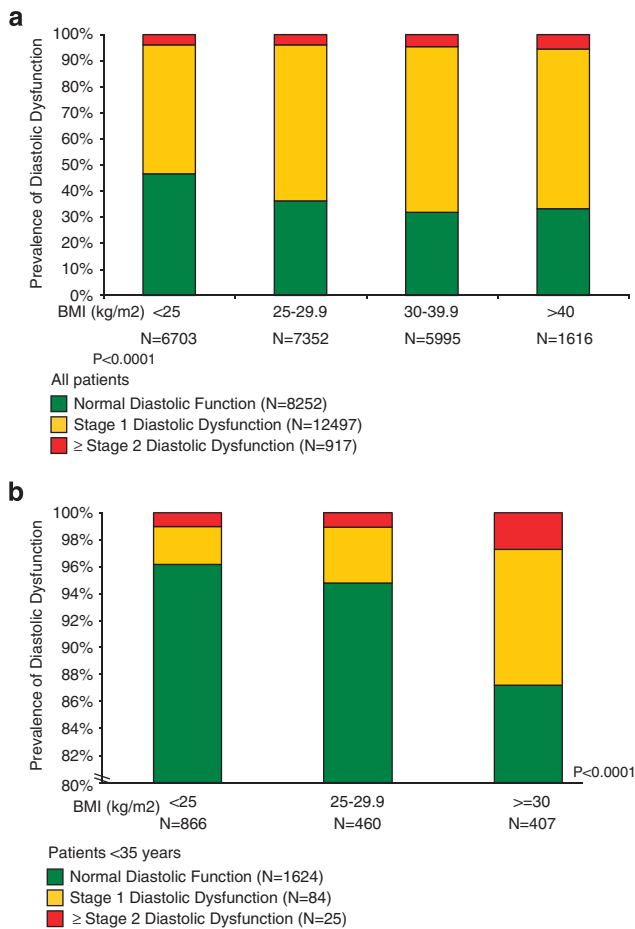 a
Prevalence of Diastolic Dysfunction
100%
90%
80%
70%
60%
50%
40%
30%
20%
10%
0%
BMI (kg/m2) <25 25-29.9 30-39.9 >40
N=6703 N=7352 N=5995 N=1616
P<0.0001
All patients
Normal Diastolic Function (N=8252)
Stage 1 Diastolic Dysfunction (N=12497)
≥ Stage 2 Diastolic Dysfunction (N=917)
b
Prevalence of Diastolic Dysfunction
100%
98%
96%
94%
92%
90%
88%
86%
84%
82%
80%
P<0.0001
BMI (kg/m2) <25 25-29.9 >=30
N=866 N=460 N=407
Patients <35 years
Normal Diastolic Function (N=1624)
Stage 1 Diastolic Dysfunction (N=84)
≥ Stage 2 Diastolic Dysfunction (N=25)